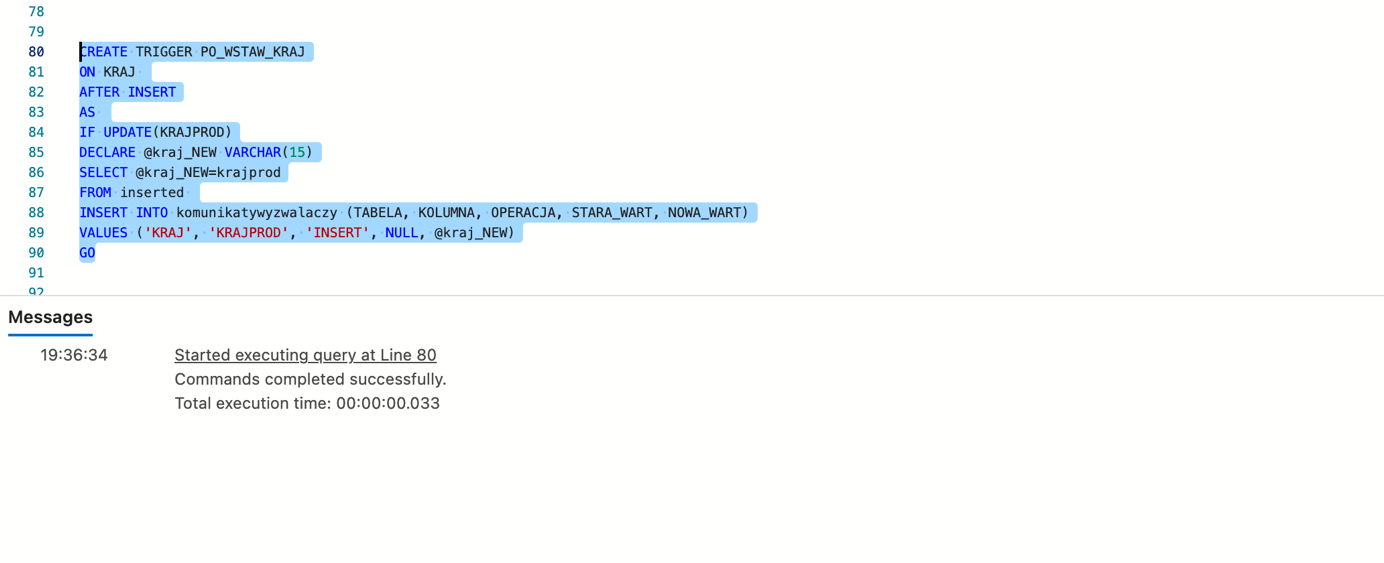 78
79
80 CREATE TRIGGER PO_WSTAW_KRAJ
81 ON KRAJ
82 AFTER INSERT
83 AS
84 IF UPDATE(KRAJPROD)
85 DECLARE @kraj_NEW VARCHAR(15)
86 SELECT @kraj_NEW=krajprod
87 FROM inserted
88 INSERT INTO komunikatywyzwalaczy (TABELA, KOLUMNA, OPERACJA, STARA_WART, NOWA_WART)
89 VALUES ('KRAJ', 'KRAJPROD', 'INSERT', NULL, @kraj_NEW)
90 GO
91
92
Messages
19:36:34 Started executing query at Line 80
Commands completed successfully.
Total execution time: 00:00:00.033